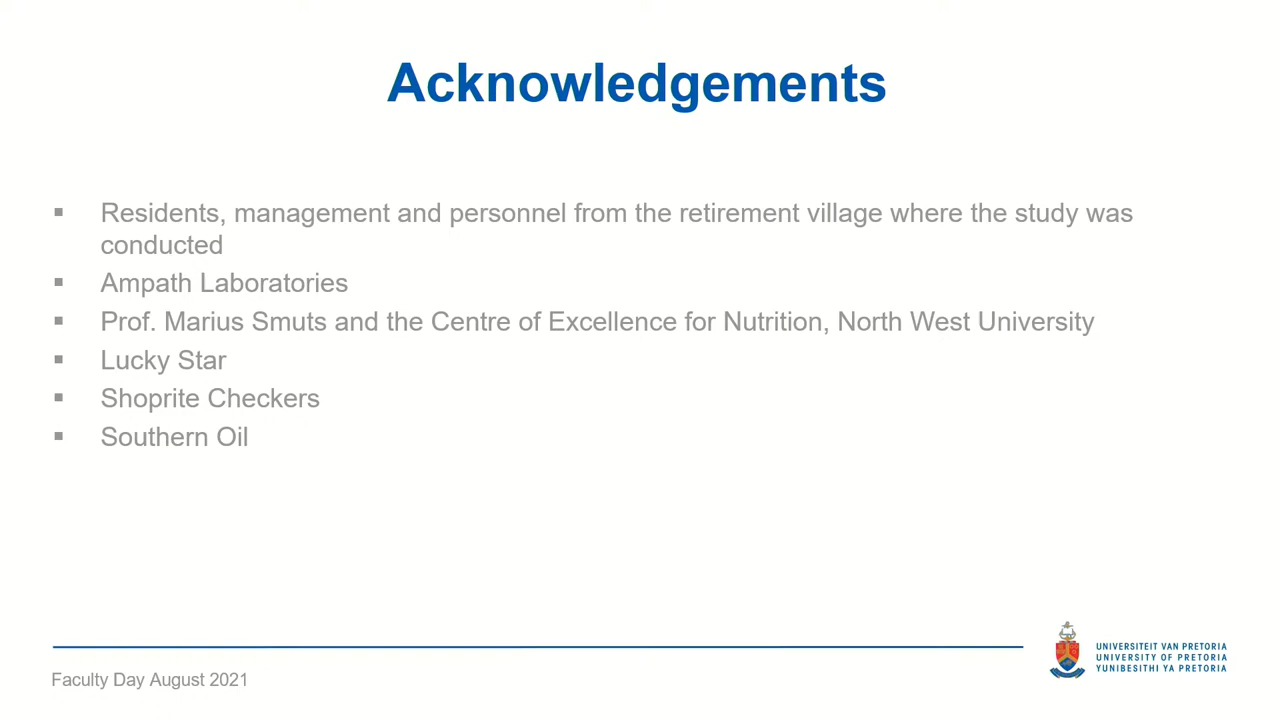 Acknowledgements
▪ Residents, management and personnel from the retirement village where the study was
conducted
▪ Ampath Laboratories
▪ Prof. Marius Smuts and the Centre of Excellence for Nutrition, North West University
▪ Lucky Star
▪ Shoprite Checkers
▪ Southern Oil
Faculty Day August 2021
UNIVERSITEIT VAN PRETORIA
UNIVERSITY OF PRETORIA
YUNIBESITHI YA PRETORIA